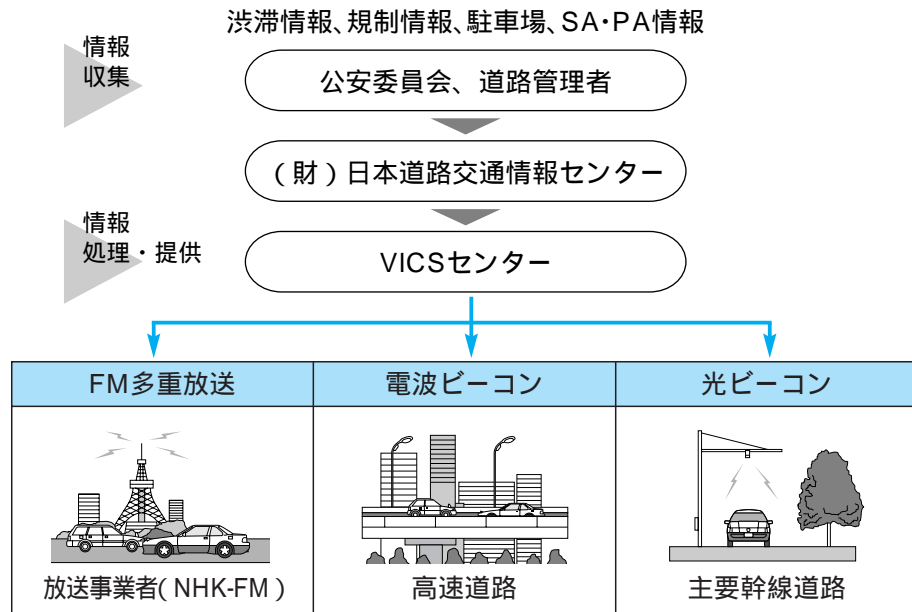 渋滞情報、規制情報、駐車場、SA・PA情報
情報
収集
公安委員会、道路管理者
（財）日本道路交通情報センター
情報
処理・提供
VICSセンター
FM多重放送
電波ビーコン
光ビーコン
放送事業者(NHK-FM)
高速道路
主要幹線道路